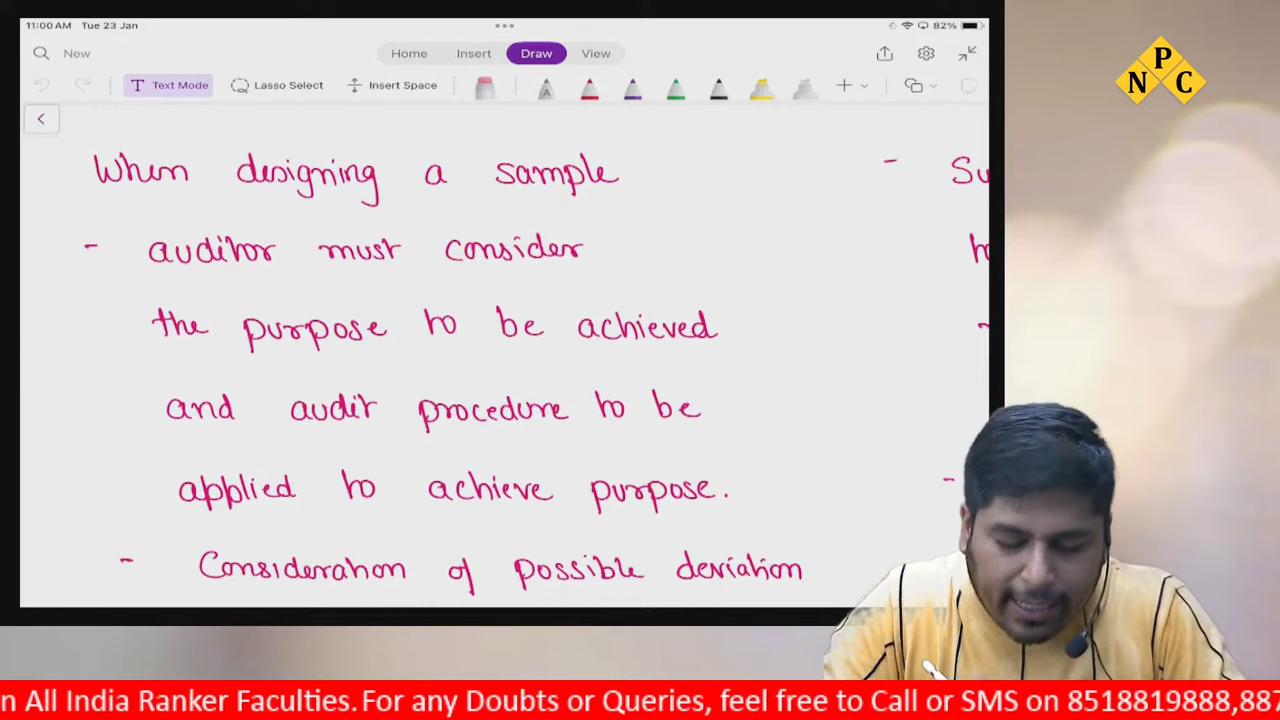 11:00 AM Tue 23 Jan
82%
New
Home Insert Draw View
Text Mode Lasso Select Insert Space
N P C
When designing a sample
- auditor must consider
the purpose to be achieved
and audit procedure to be
applied to achieve purpose.
- Consideration of possible deviation
- Su
-
-
n All India Ranker Faculties. For any Doubts or Queries, feel free to Call or SMS on 8518819888,887